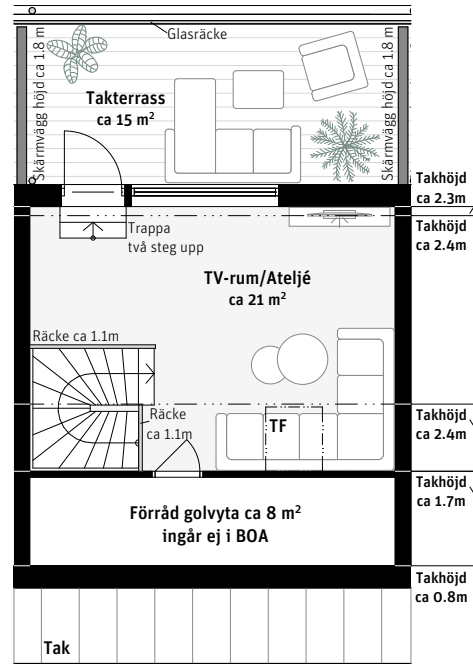 Glasräcke
Skärmvägg höjd ca 1.8 m
Skärmvägg höjd ca 1.8 m
Takterrass
ca 15 m²
Takhöjd
ca 2.3m
Trappa
två steg upp
Takhöjd
ca 2.4m
TV-rum/Ateljé
ca 21 m²
Räcke ca 1.1m
Räcke
ca 1.1m
TF
Takhöjd
ca 2.4m
Takhöjd
ca 1.7m
Förråd golvyta ca 8 m²
ingår ej i BOA
Takhöjd
ca 0.8m
Tak